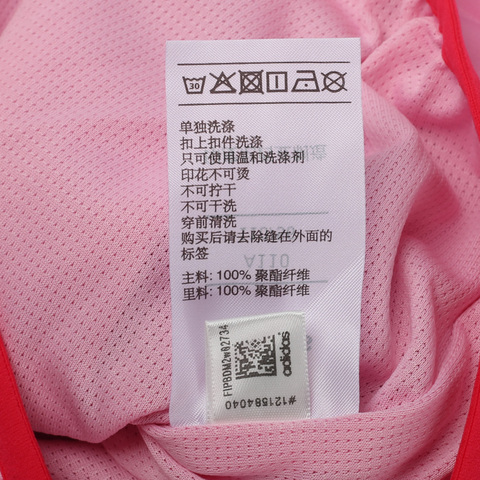 30
单独洗涤
扣上扣件洗涤
只可使用温和洗涤剂
印花不可烫
不可拧干
不可干洗
穿前清洗
购买后请去除缝在外面的
标签
主料: 100% 聚酯纤维
里料: 100% 聚酯纤维
FIPBDM2w02734
adidas
#121584040